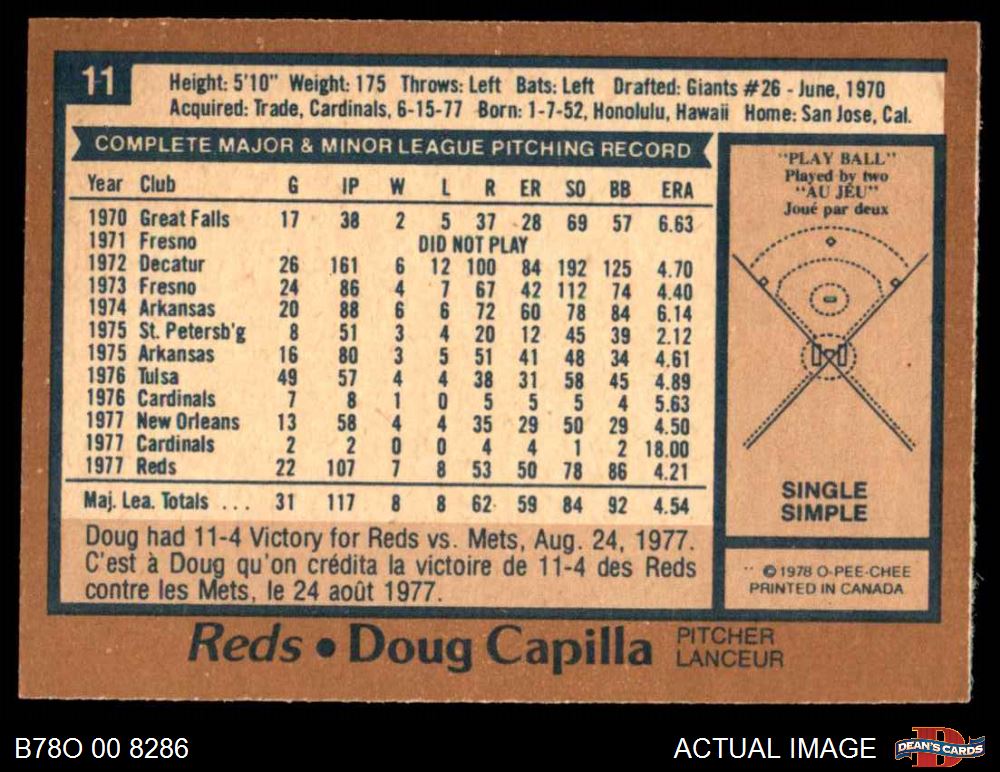 11
Height: 5'10" Weight: 175 Throws: Left Bats: Left Drafted: Giants #26 - June, 1970
Acquired: Trade, Cardinals, 6-15-77 Born: 1-7-52, Honolulu, Hawaii Home: San Jose, Cal.
COMPLETE MAJOR & MINOR LEAGUE PITCHING RECORD
Year Club G IP W L R ER SO BB ERA
1970 Great Falls 17 38 2 5 37 28 69 57 6.63
1971 Fresno DID NOT PLAY
1972 Decatur 26 161 6 12 100 84 192 125 4.70
1973 Fresno 24 86 4 7 67 42 112 74 4.40
1974 Arkansas 20 88 6 6 72 60 78 84 6.14
1975 St. Petersb'g 8 51 3 4 20 12 45 39 2.12
1975 Arkansas 16 80 3 5 51 41 48 34 4.61
1976 Tulsa 49 57 4 4 38 31 58 45 4.89
1976 Cardinals 7 8 1 0 5 5 5 4 5.63
1977 New Orleans 13 58 4 4 35 29 50 29 4.50
1977 Cardinals 2 2 0 0 4 4 1 2 18.00
1977 Reds 22 107 7 8 53 50 78 86 4.21
Maj. Lea. Totals ... 31 117 8 8 62 59 84 92 4.54
Doug had 11-4 Victory for Reds vs. Mets, Aug. 24, 1977.
C'est à Doug qu'on crédita la victoire de 11-4 des Reds
contre les Mets, le 24 août 1977.
"PLAY BALL"
Played by two
"AU JÉU"
Joué par deux
SINGLE
SIMPLE
© 1978 O-PEE-CHEE
PRINTED IN CANADA
Reds • Doug Capilla
PITCHER
LANCEUR
B78O 00 8286
ACTUAL IMAGE
DEAN'S CARDS